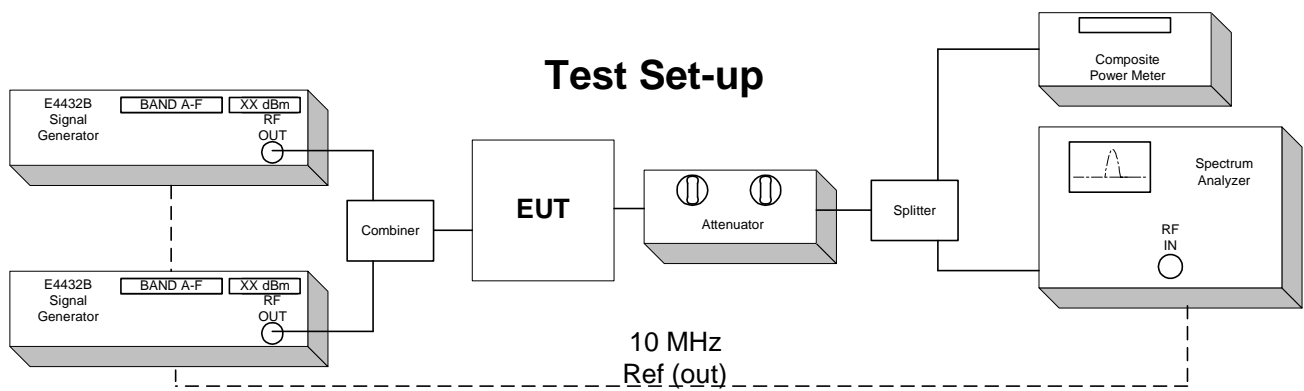 Test Set-up
E4432B
Signal
Generator
BAND A-F
XX dBm
RF
OUT
Combiner
E4432B
Signal
Generator
BAND A-F
XX dBm
RF
OUT
EUT
Attenuator
Splitter
Composite
Power Meter
Spectrum
Analyzer
RF
IN
10 MHz
Ref (out)